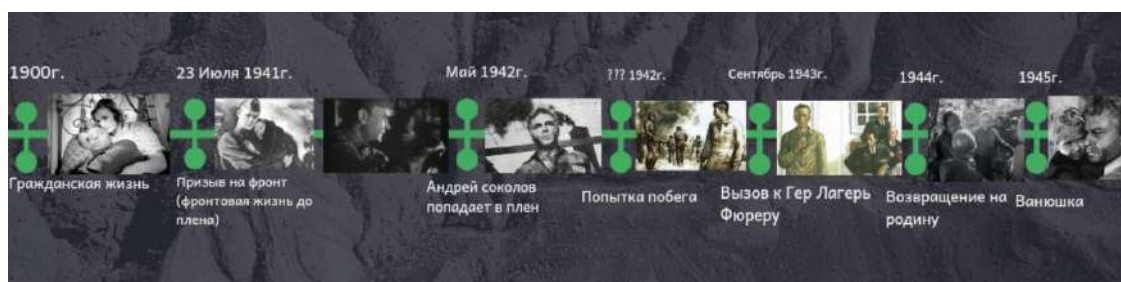 1900г.
Гражданская жизнь
23 Июля 1941г.
Призыв на фронт
(фронтовая жизнь до
плена)
Май 1942г.
Андрей соколов
попадает в плен
??? 1942г.
Попытка побега
Сентябрь 1943г.
Вызов к Гер Лагерь
Фюреру
1944г.
Возвращение на
родину
1945г.
Ванюшка